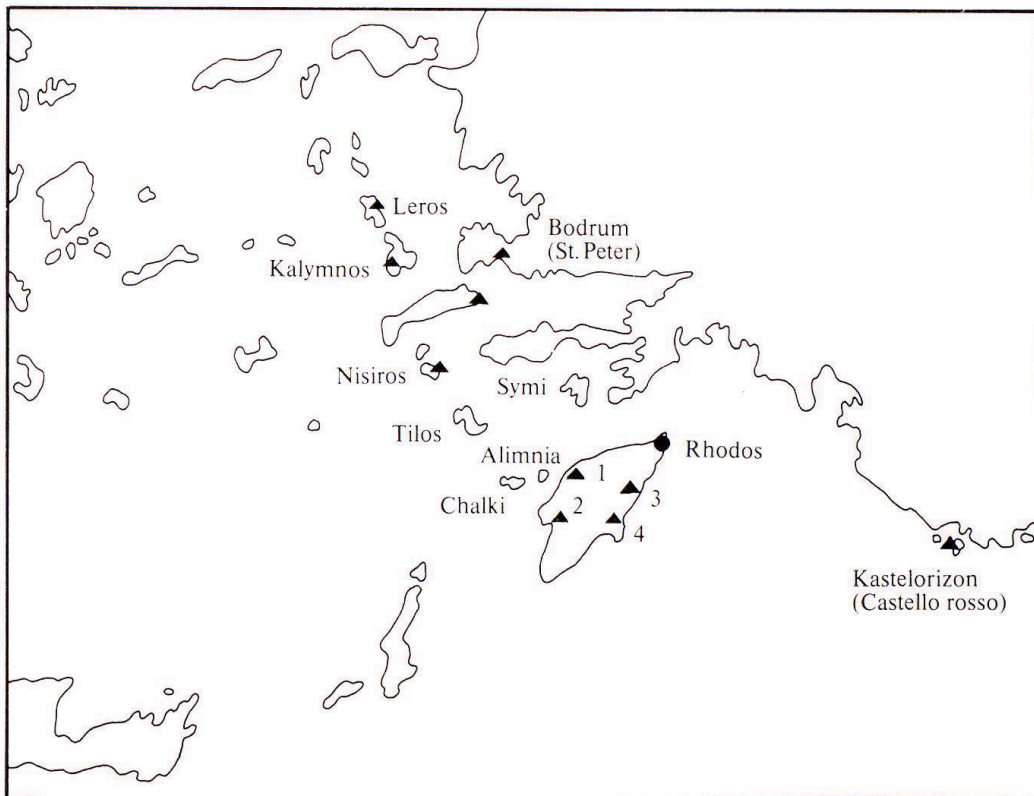 Leros
Bodrum
(St. Peter)
Kalymnos
Nisiros
Symi
Tilos
Alimnia
Rhodos
1
Chalki
3
2
4
Kastelorizon
(Castello rosso)